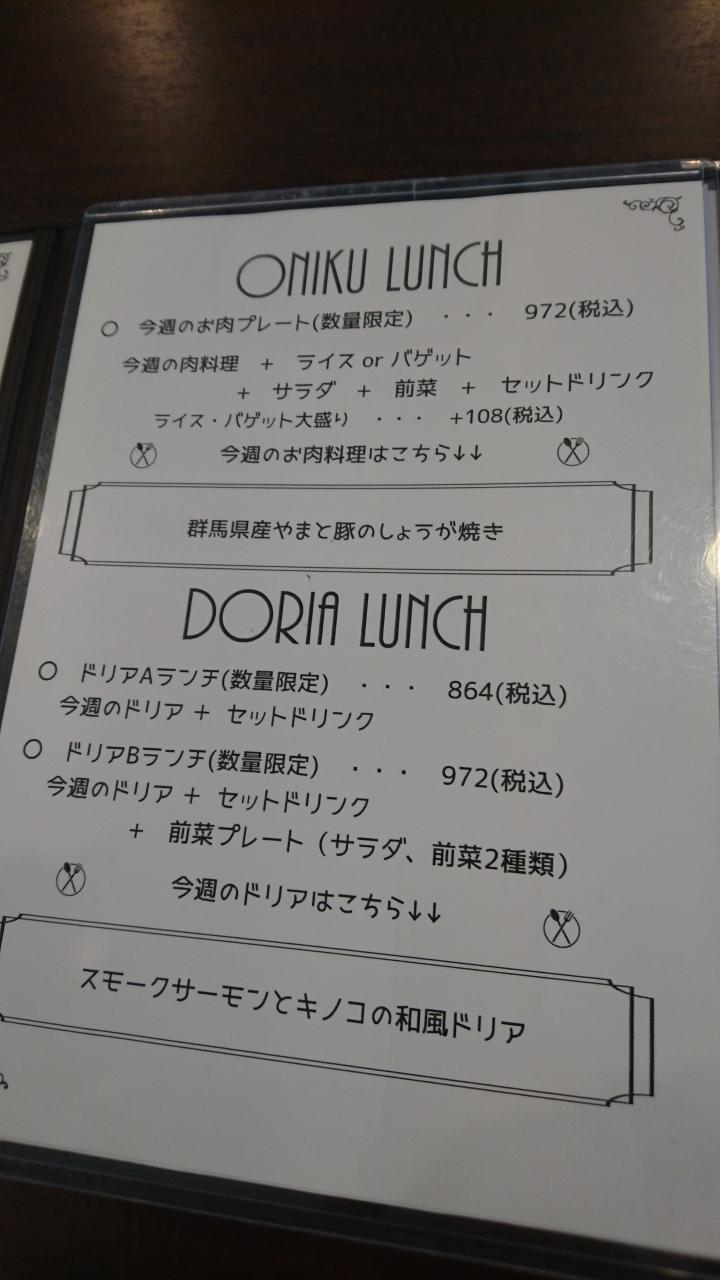 ONIKU LUNCH
○ 今週のお肉プレート(数量限定) ・・・ 972(税込)
今週の肉料理 + ライス or バゲット
+ サラダ + 前菜 + セットドリンク
ライス・バゲット大盛り ・・・ +108(税込)
今週のお肉料理はこちら↓↓
群馬県産やまと豚のしょうが焼き
DORIA LUNCH
○ ドリアAランチ(数量限定) ・・・ 864(税込)
今週のドリア + セットドリンク
○ ドリアBランチ(数量限定) ・・・ 972(税込)
今週のドリア + セットドリンク
+ 前菜プレート（サラダ、前菜2種類）
今週のドリアはこちら↓↓
スモークサーモンとキノコの和風ドリア